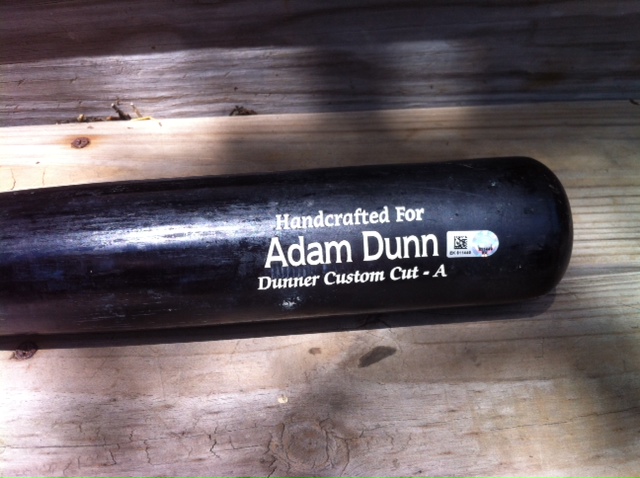 Handcrafted For
Adam Dunn
Dunner Custom Cut - A